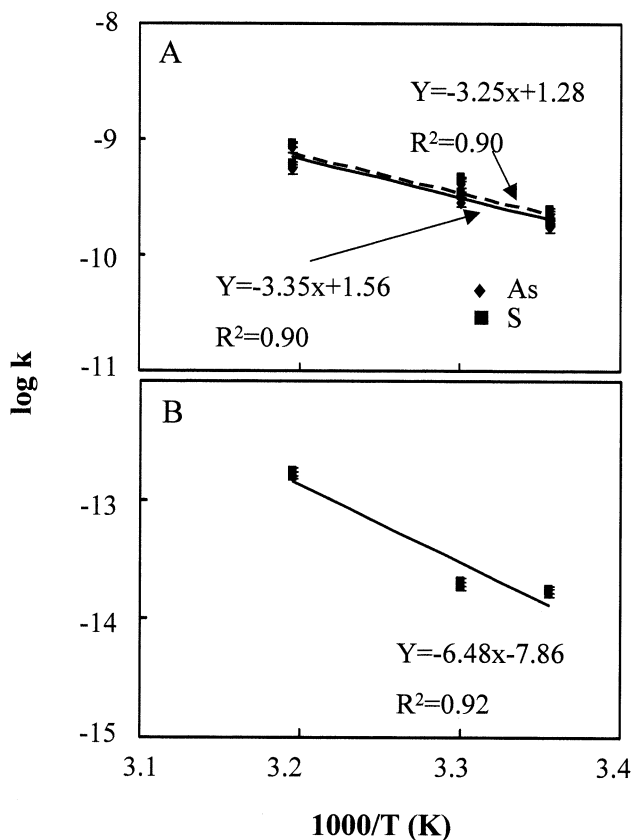 -8
A
Y=-3.25x+1.28
-9
R²=0.90
-10
Y=-3.35x+1.56
As
S
R²=0.90
-11
log k
B
-13
-14
Y=-6.48x-7.86
R²=0.92
-15
3.1 3.2 3.3 3.4
1000/T (K)